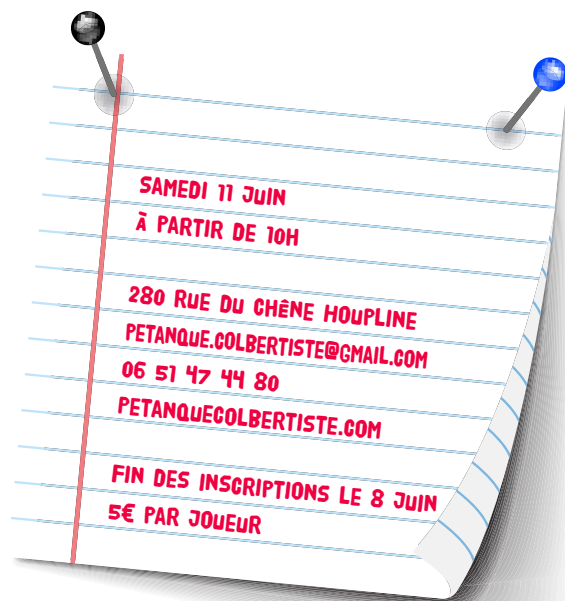 SAMEDI 11 JUIN
À PARTIR DE 10H
280 RUE DU CHÊNE HOUPLINE
PETANQUE.COLBERTISTE@GMAIL.COM
06 51 47 44 80
PETANQUECOLBERTISTE.COM
FIN DES INSCRIPTIONS LE 8 JUIN
5€ PAR JOUEUR